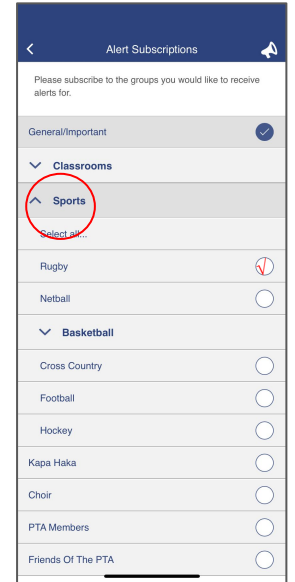 Alert Subscriptions
Please subscribe to the groups you would like to receive
alerts for.
General/Important
Classrooms
Sports
Select all...
Rugby
Netball
Basketball
Cross Country
Football
Hockey
Kapa Haka
Choir
PTA Members
Friends Of The PTA